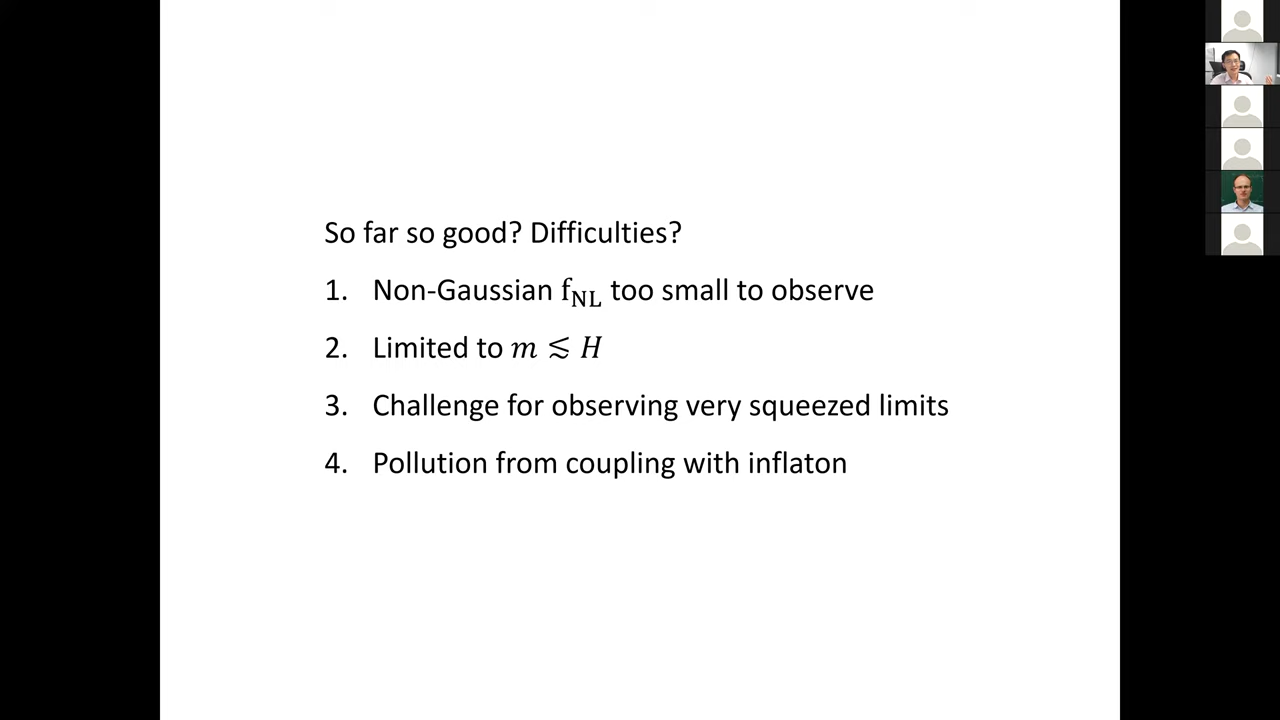 So far so good? Difficulties?
1. Non-Gaussian f_NL too small to observe
2. Limited to m ≲ H
3. Challenge for observing very squeezed limits
4. Pollution from coupling with inflaton